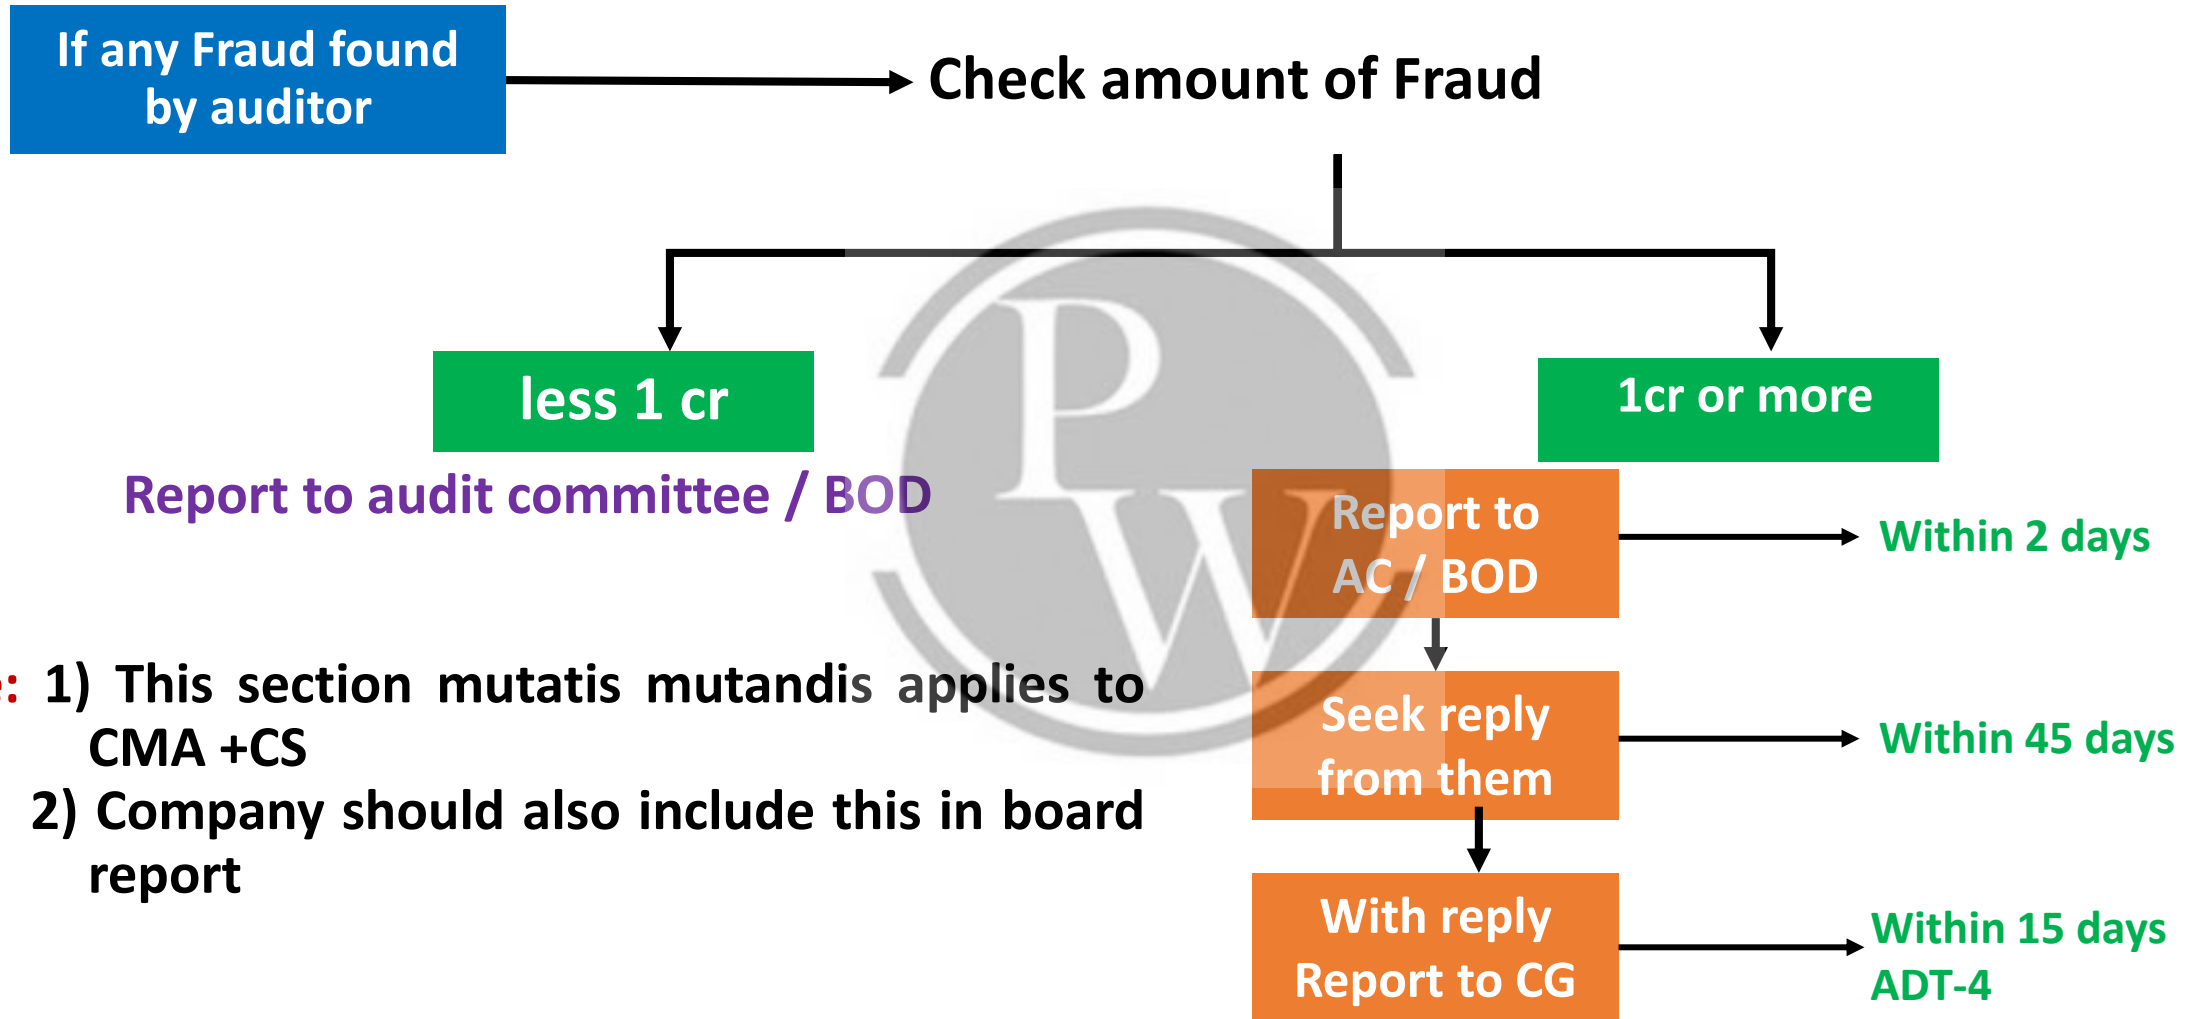 If any Fraud found
by auditor
Check amount of Fraud
less 1 cr
1cr or more
Report to audit committee / BOD
Report to
AC / BOD
Within 2 days
Seek reply
from them
Within 45 days
With reply
Report to CG
Within 15 days
ADT-4
e: 1) This section mutatis mutandis applies to
CMA +CS
2) Company should also include this in board
report
PW